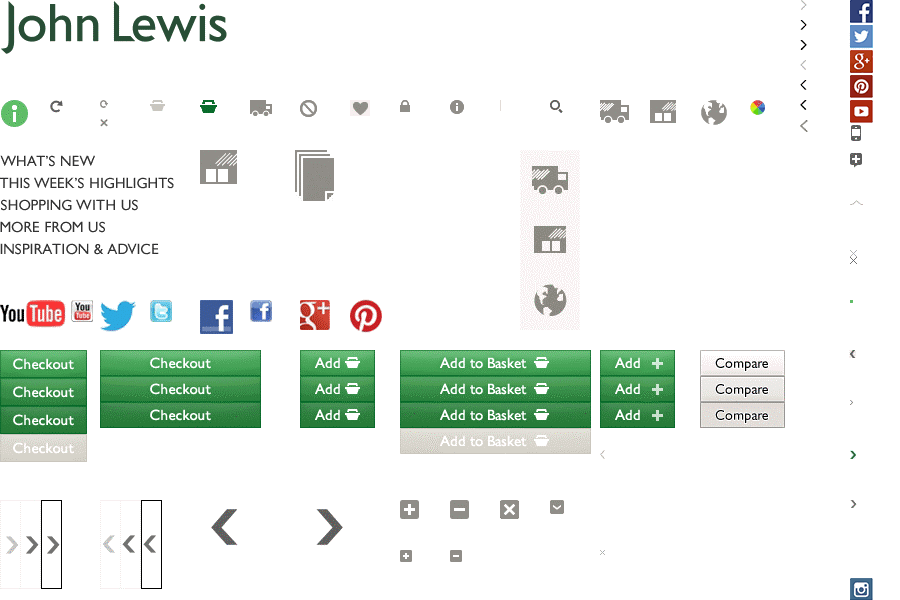 John Lewis
WHAT'S NEW
THIS WEEK'S HIGHLIGHTS
SHOPPING WITH US
MORE FROM US
INSPIRATION & ADVICE
You Tube You Tube
Checkout Checkout Add Add to Basket Add Compare
Checkout Checkout Add Add to Basket Add Compare
Checkout Checkout Add Add to Basket Add Compare
Checkout Add to Basket